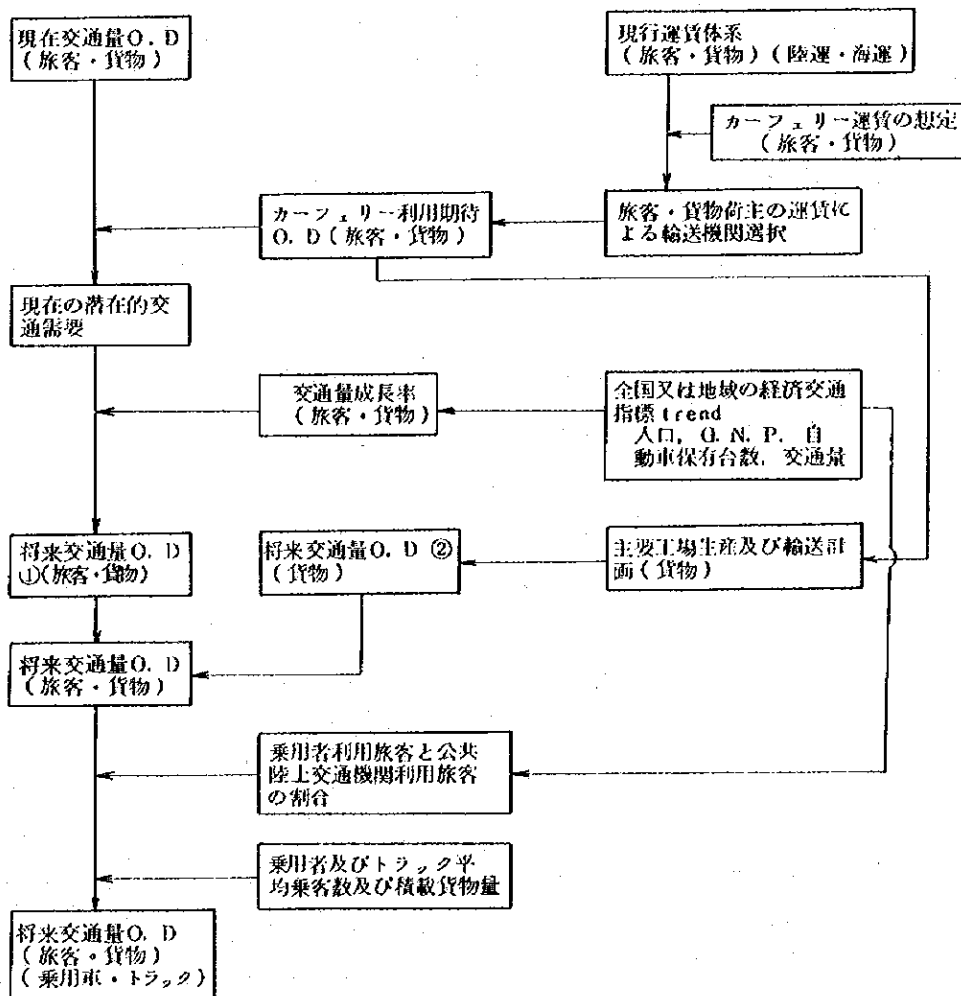 現在交通量O.D
(旅客・貨物)
現行運賃体系
(旅客・貨物)(陸運・海運)
カーフェリー運賃の想定
(旅客・貨物)
カーフェリー利用期待
O.D(旅客・貨物)
旅客・貨物荷主の運賃に
よる輸送機関選択
現在の潜在的交
通需要
交通量成長率
(旅客・貨物)
全国又は地域の経済交通
指標trend
人口, G.N.P. 自
動車保有台数, 交通量
将来交通量O.D
①(旅客・貨物)
将来交通量O.D ②
(貨物)
主要工場生産及び輸送計
画(貨物)
将来交通量O.D
(旅客・貨物)
乗用者利用旅客と公共
陸上交通機関利用旅客
の割合
乗用者及びトラック平
均乗客数及び積載貨物量
将来交通量O.D
(旅客・貨物)
(乗用車・トラック)